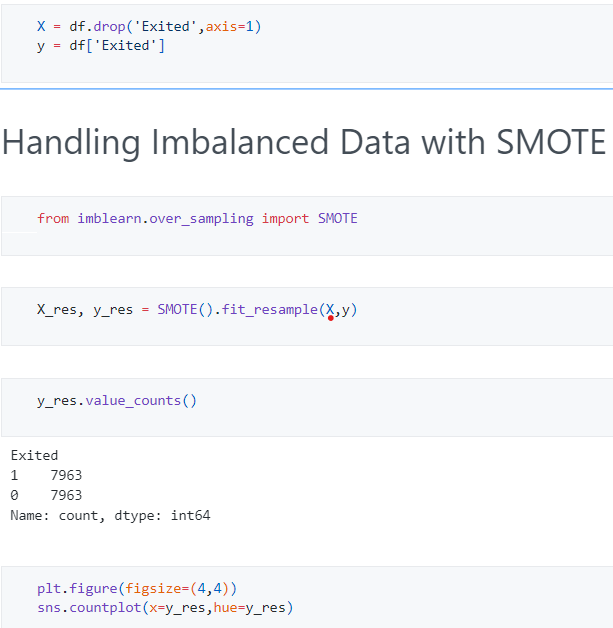 X = df.drop('Exited',axis=1)
y = df['Exited']
Handling Imbalanced Data with SMOTE
from imblearn.over_sampling import SMOTE
X_res, y_res = SMOTE().fit_resample(X,y)
y_res.value_counts()
Exited
1    7963
0    7963
Name: count, dtype: int64
plt.figure(figsize=(4,4))
sns.countplot(x=y_res,hue=y_res)